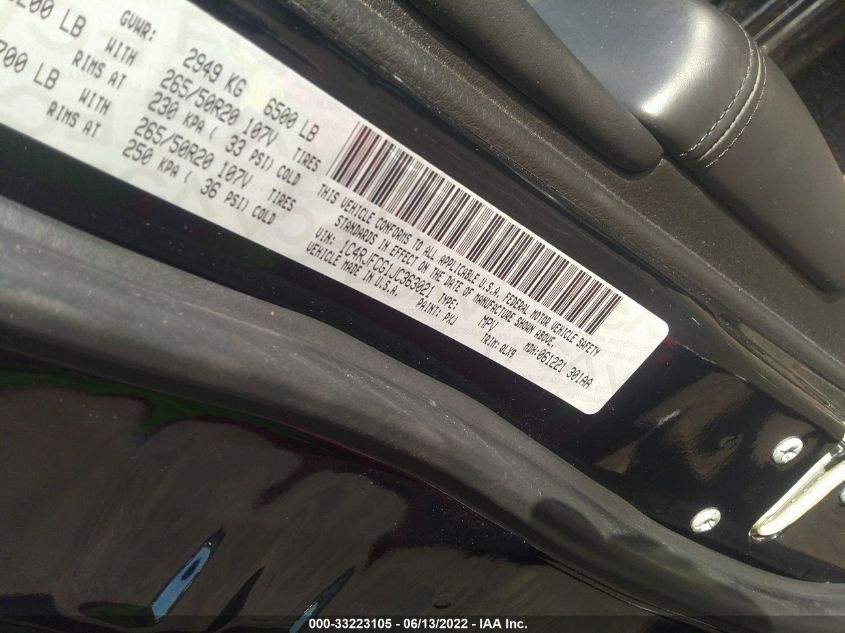 200 LB
GVWR: 2949 KG 6500 LB
WITH 265/50R20 107V TIRES
RIMS AT 230 KPA ( 33 PSI) COLD
700 LB WITH 265/50R20 107V TIRES
RIMS AT 250 KPA ( 36 PSI) COLD
THIS VEHICLE CONFORMS TO ALL APPLICABLE U.S.A. FEDERAL MOTOR VEHICLE SAFETY
STANDARDS IN EFFECT ON THE DATE OF MANUFACTURE SHOWN ABOVE.
VIN: 1C4RJFCG1JC363021 TYPE: MPV MDH:061221 301AA
VEHICLE MADE IN U.S.A. PAINT: PXJ TRIM: QLX9
000-33223105 - 06/13/2022 - IAA Inc.